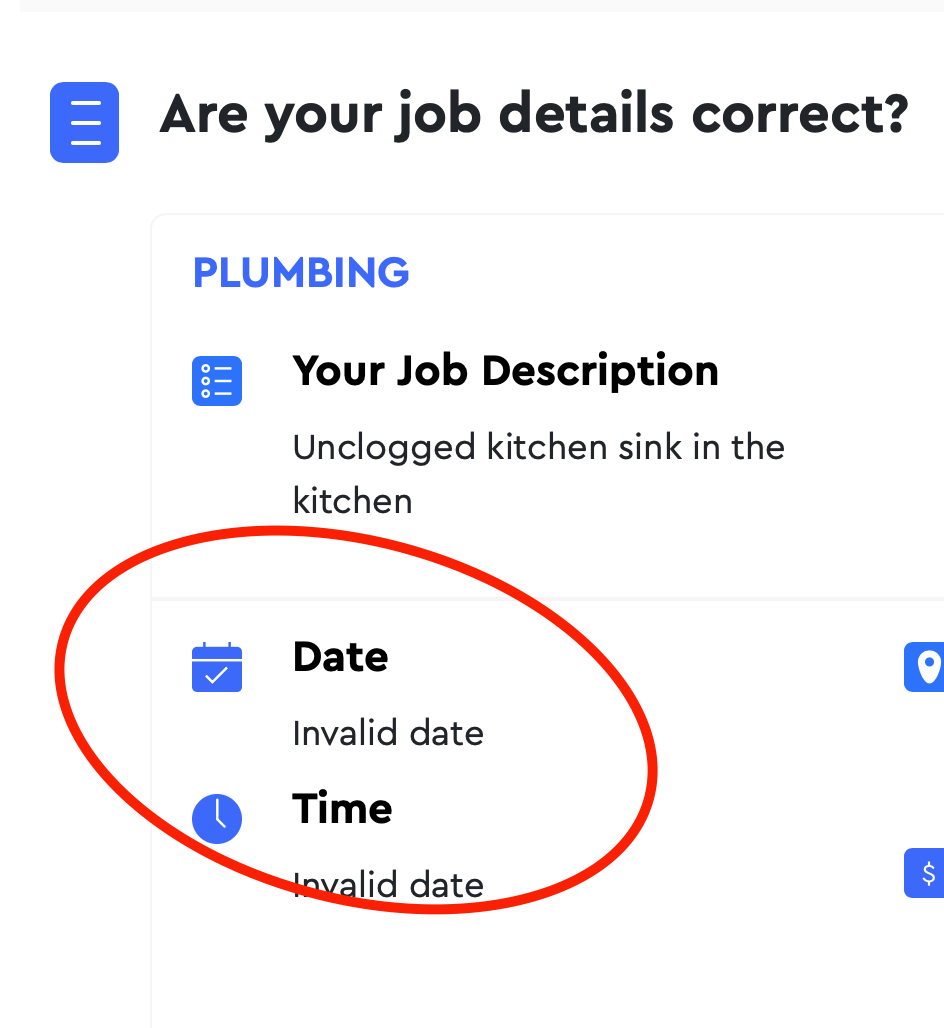 Are your job details correct?
PLUMBING
Your Job Description
Unclogged kitchen sink in the
kitchen
Date
Invalid date
Time
Invalid date
$